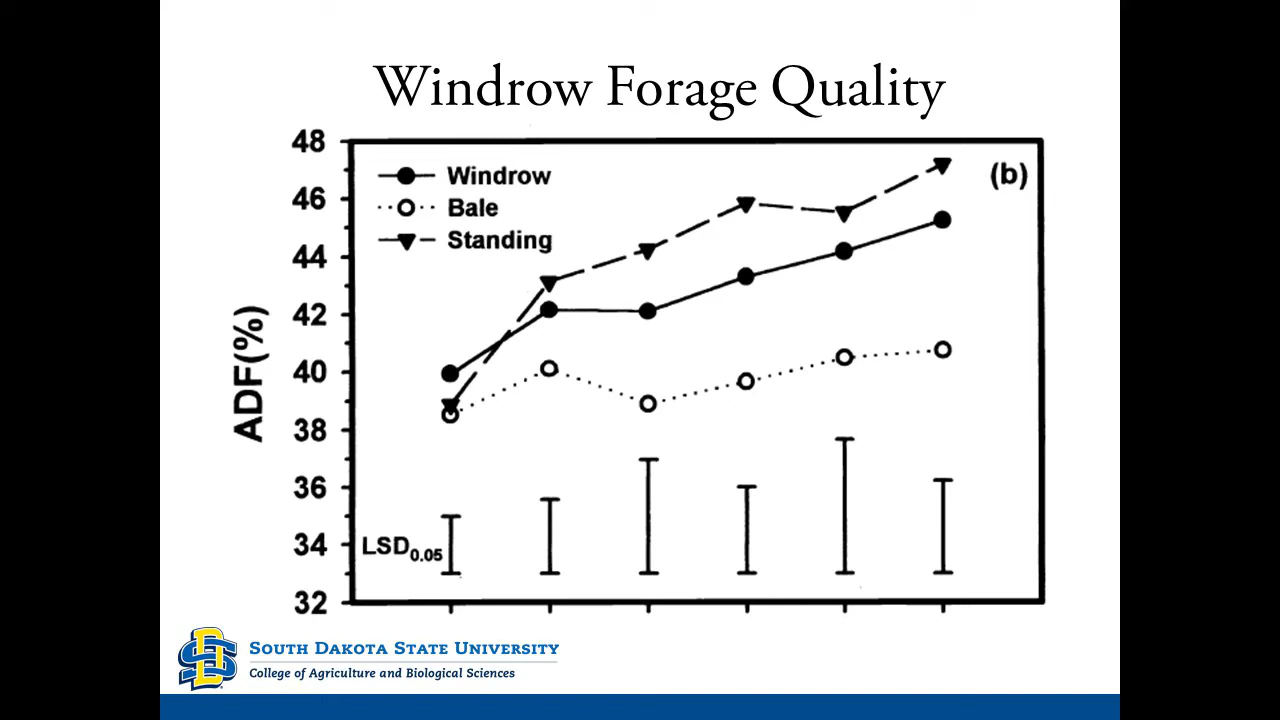 Windrow Forage Quality
48
46
44
42
40
38
36
34
32
ADF(%)
Windrow
Bale
Standing
(b)
LSD0.05
SOUTH DAKOTA STATE UNIVERSITY
College of Agriculture and Biological Sciences